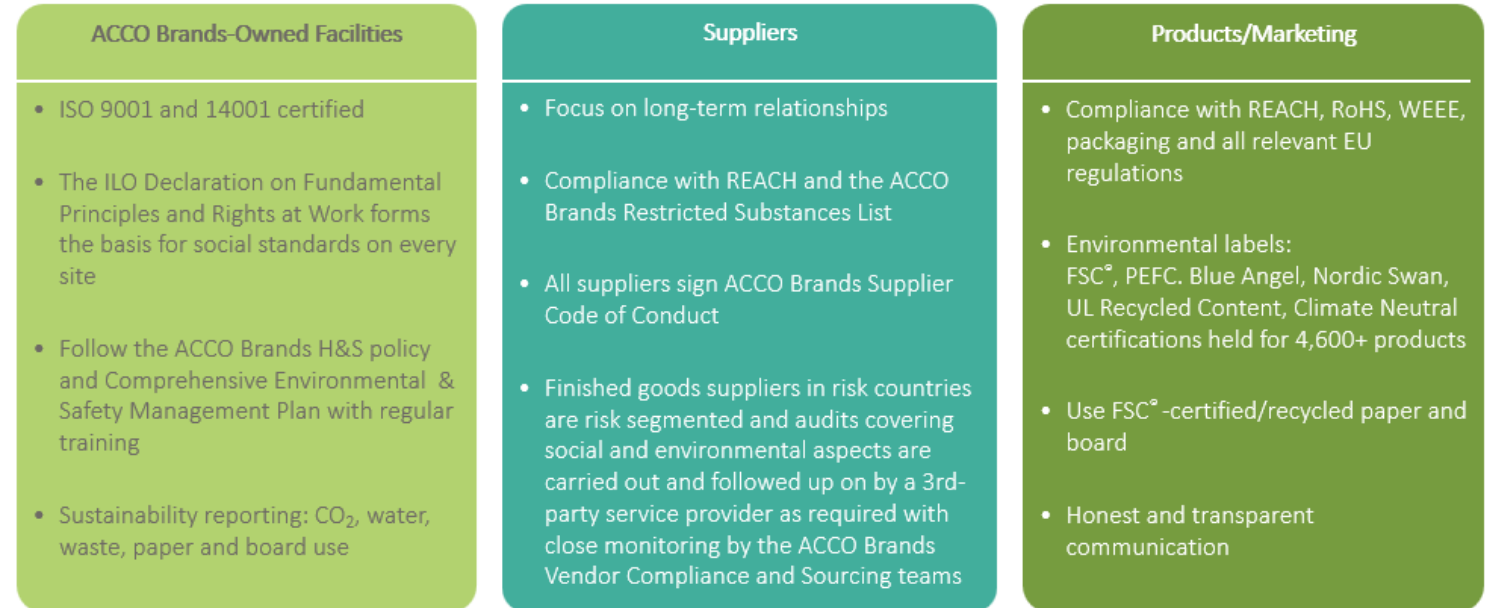 ACCO Brands-Owned Facilities
• ISO 9001 and 14001 certified
• The ILO Declaration on Fundamental
Principles and Rights at Work forms
the basis for social standards on every
site
• Follow the ACCO Brands H&S policy
and Comprehensive Environmental &
Safety Management Plan with regular
training
• Sustainability reporting: CO₂, water,
waste, paper and board use
Suppliers
• Focus on long-term relationships
• Compliance with REACH and the ACCO
Brands Restricted Substances List
• All suppliers sign ACCO Brands Supplier
Code of Conduct
• Finished goods suppliers in risk countries
are risk segmented and audits covering
social and environmental aspects are
carried out and followed up on by a 3rd-
party service provider as required with
close monitoring by the ACCO Brands
Vendor Compliance and Sourcing teams
Products/Marketing
• Compliance with REACH, RoHS, WEEE,
packaging and all relevant EU
regulations
• Environmental labels:
FSC®, PEFC. Blue Angel, Nordic Swan,
UL Recycled Content, Climate Neutral
certifications held for 4,600+ products
• Use FSC® -certified/recycled paper and
board
• Honest and transparent
communication